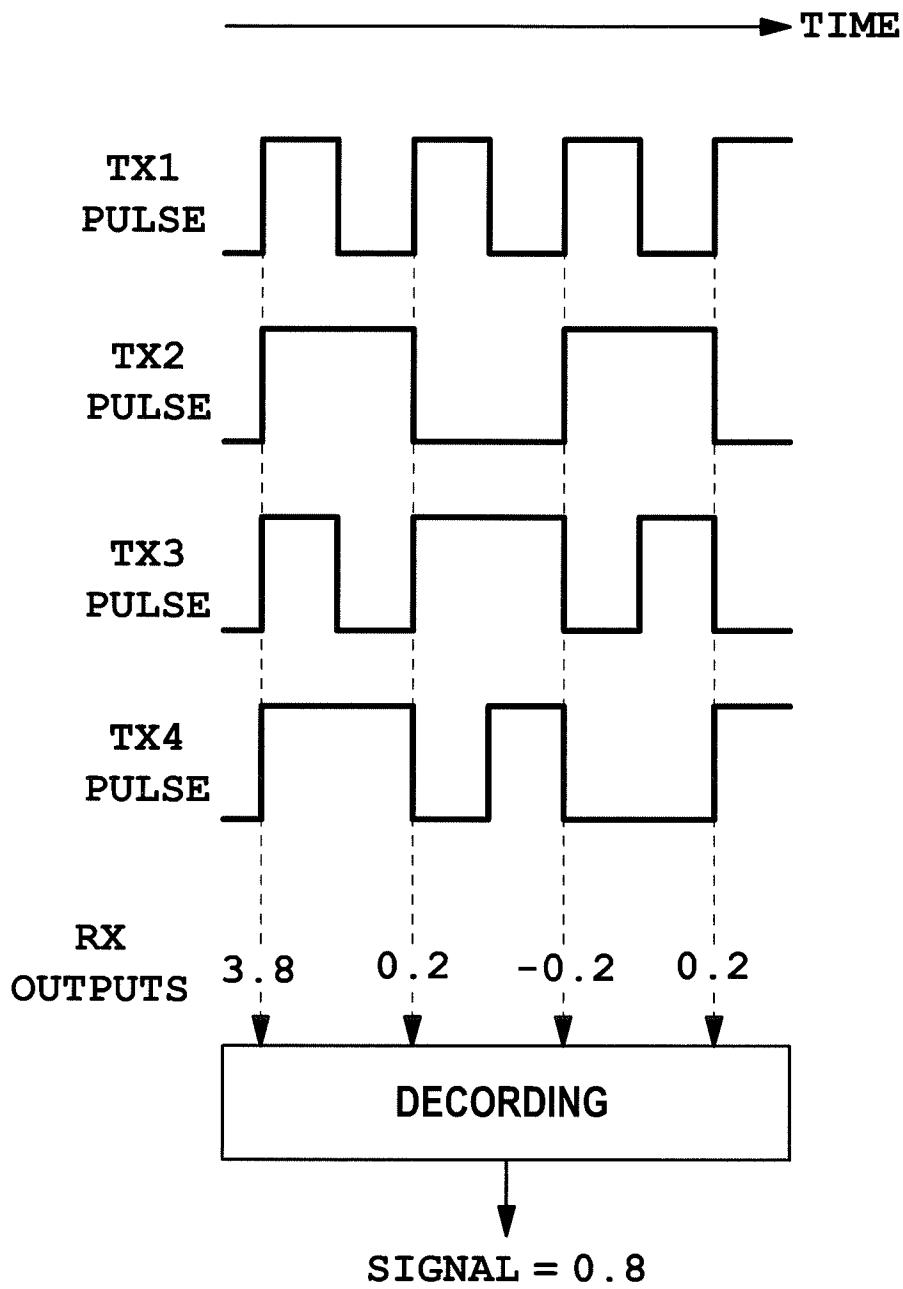 TIME
TX1
PULSE
TX2
PULSE
TX3
PULSE
TX4
PULSE
RX
OUTPUTS
3.8 0.2 -0.2 0.2
DECORDING
SIGNAL = 0.8